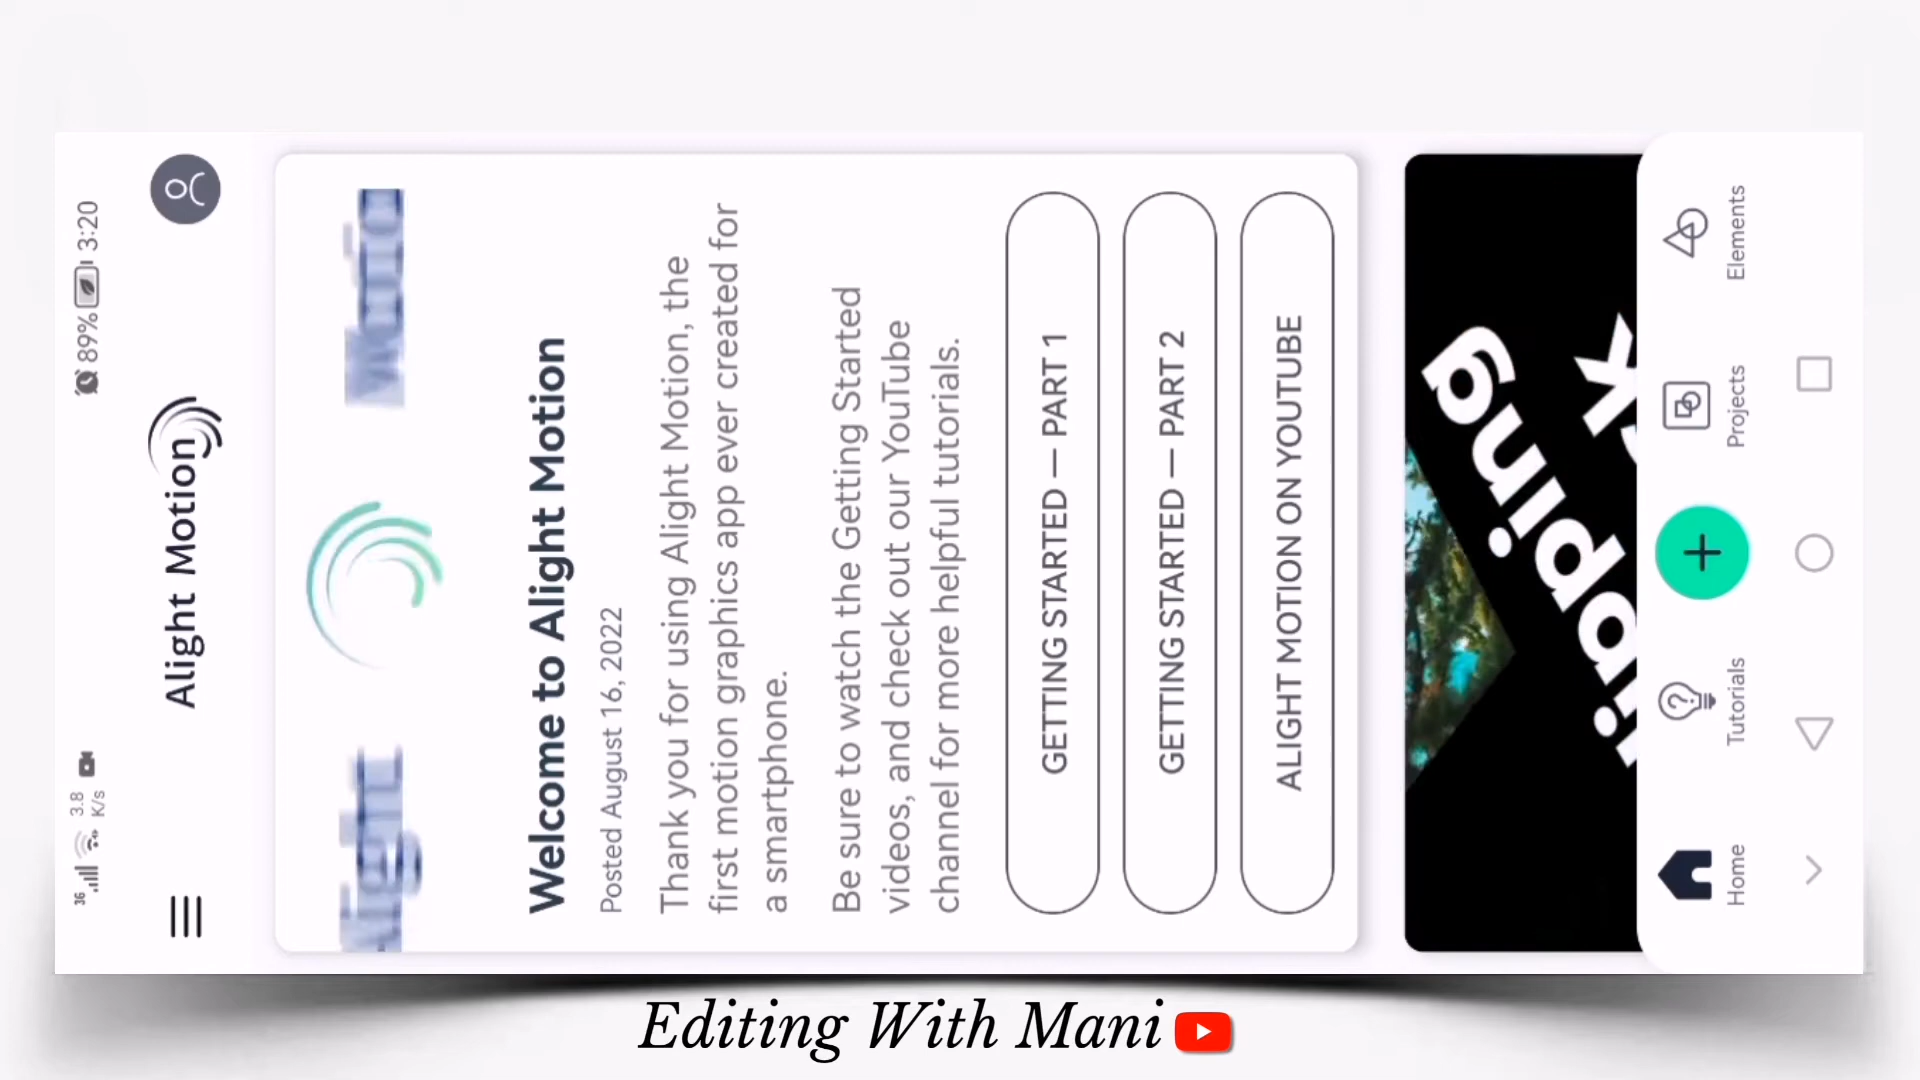 3G
3.8
K/s
89%
3:20
Alight Motion
Welcome to Alight Motion
Posted August 16, 2022
Thank you for using Alight Motion, the
first motion graphics app ever created for
a smartphone.
Be sure to watch the Getting Started
videos, and check out our YouTube
channel for more helpful tutorials.
GETTING STARTED — PART 1
GETTING STARTED — PART 2
ALIGHT MOTION ON YOUTUBE
Home
Tutorials
+
Projects
Elements
Editing With Mani